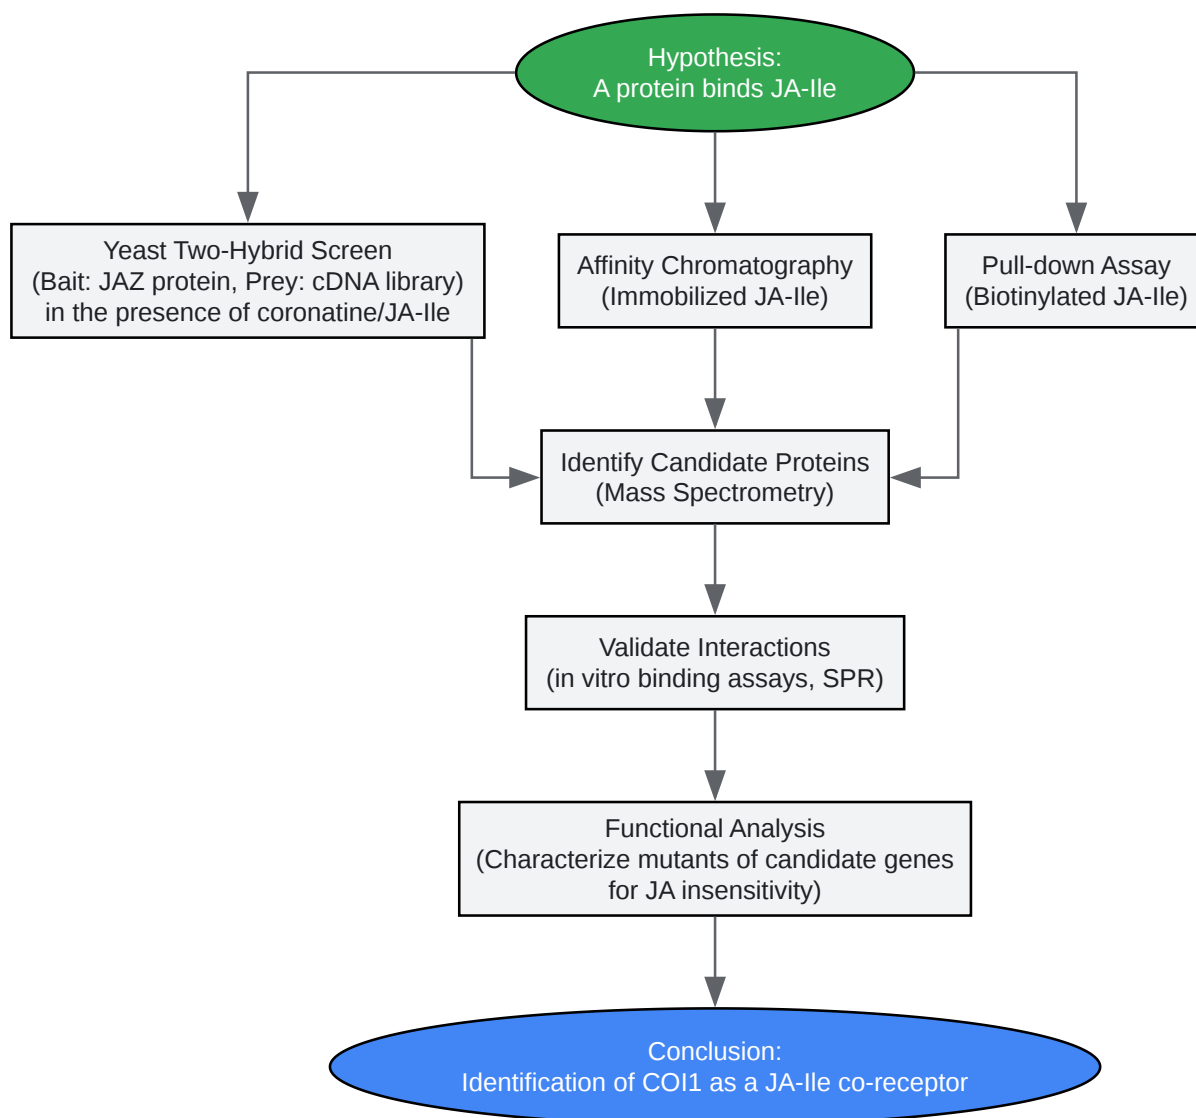 Hypothesis:
A protein binds JA-Ile
Yeast Two-Hybrid Screen
(Bait: JAZ protein, Prey: cDNA library)
in the presence of coronatine/JA-Ile
Affinity Chromatography
(Immobilized JA-Ile)
Pull-down Assay
(Biotinylated JA-Ile)
Identify Candidate Proteins
(Mass Spectrometry)
Validate Interactions
(in vitro binding assays, SPR)
Functional Analysis
(Characterize mutants of candidate genes
for JA insensitivity)
Conclusion:
Identification of COI1 as a JA-Ile co-receptor